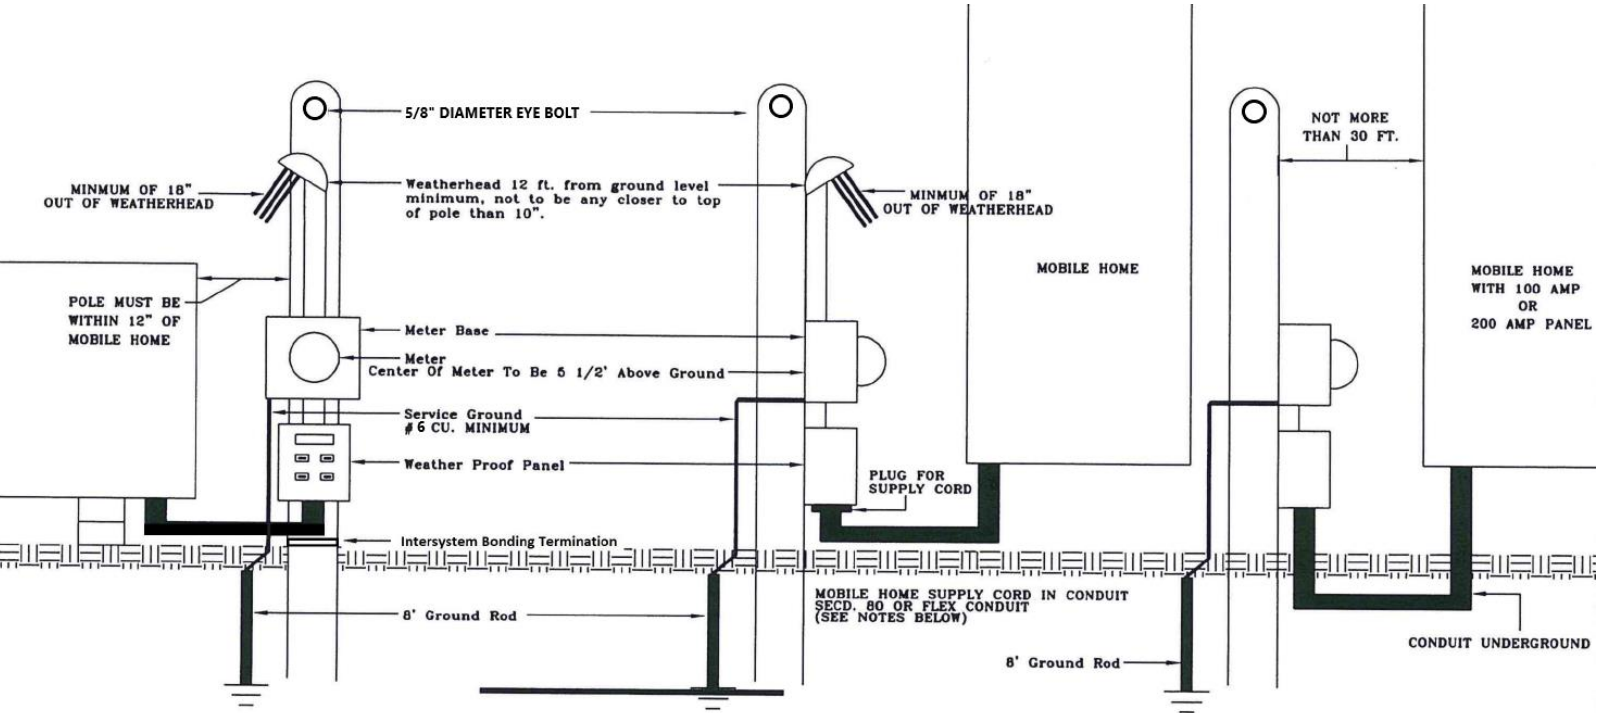 5/8" DIAMETER EYE BOLT
NOT MORE
THAN 30 FT.
MINMUM OF 18"
OUT OF WEATHERHEAD
Weatherhead 12 ft. from ground level
minimum, not to be any closer to top
of pole than 10".
MINMUM OF 18"
OUT OF WEATHERHEAD
MOBILE HOME
MOBILE HOME
WITH 100 AMP
OR
200 AMP PANEL
POLE MUST BE
WITHIN 12" OF
MOBILE HOME
Meter Base
Meter
Center Of Meter To Be 5 1/2' Above Ground
Service Ground
#6 CU. MINIMUM
Weather Proof Panel
PLUG FOR
SUPPLY CORD
Intersystem Bonding Termination
MOBILE HOME SUPPLY CORD IN CONDUIT
SECD. 80 OR FLEX CONDUIT
(SEE NOTES BELOW)
8' Ground Rod
CONDUIT UNDERGROUND
8' Ground Rod